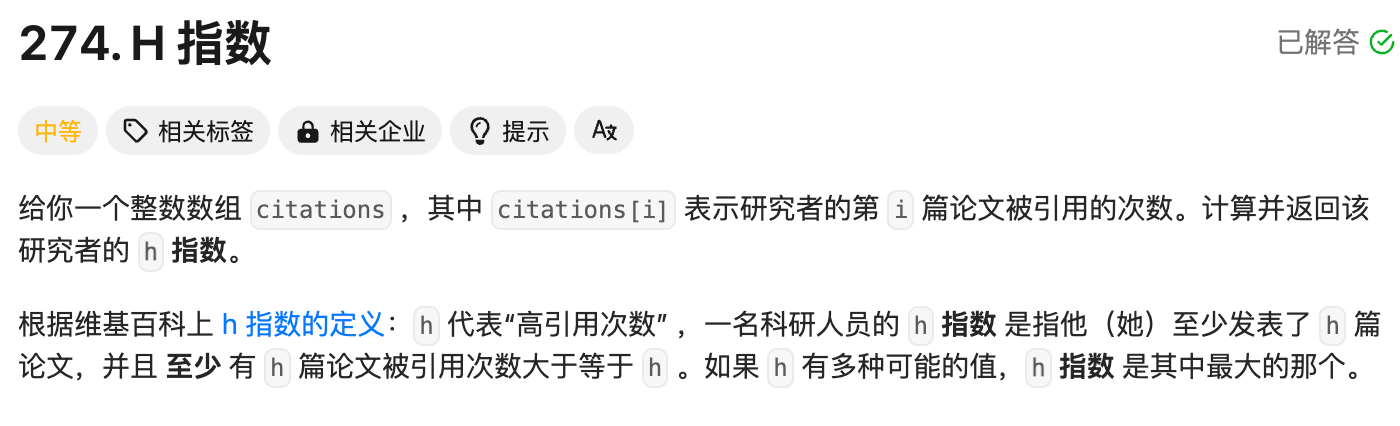 274. H 指数
已解答
中等
相关标签
相关企业
提示
A文
给你一个整数数组 citations ，其中 citations[i] 表示研究者的第 i 篇论文被引用的次数。计算并返回该
研究者的 h 指数。
根据维基百科上 h 指数的定义：h 代表“高引用次数” ，一名科研人员的 h 指数 是指他（她）至少发表了 h 篇
论文，并且 至少 有 h 篇论文被引用次数大于等于 h 。如果 h 有多种可能的值，h 指数 是其中最大的那个。